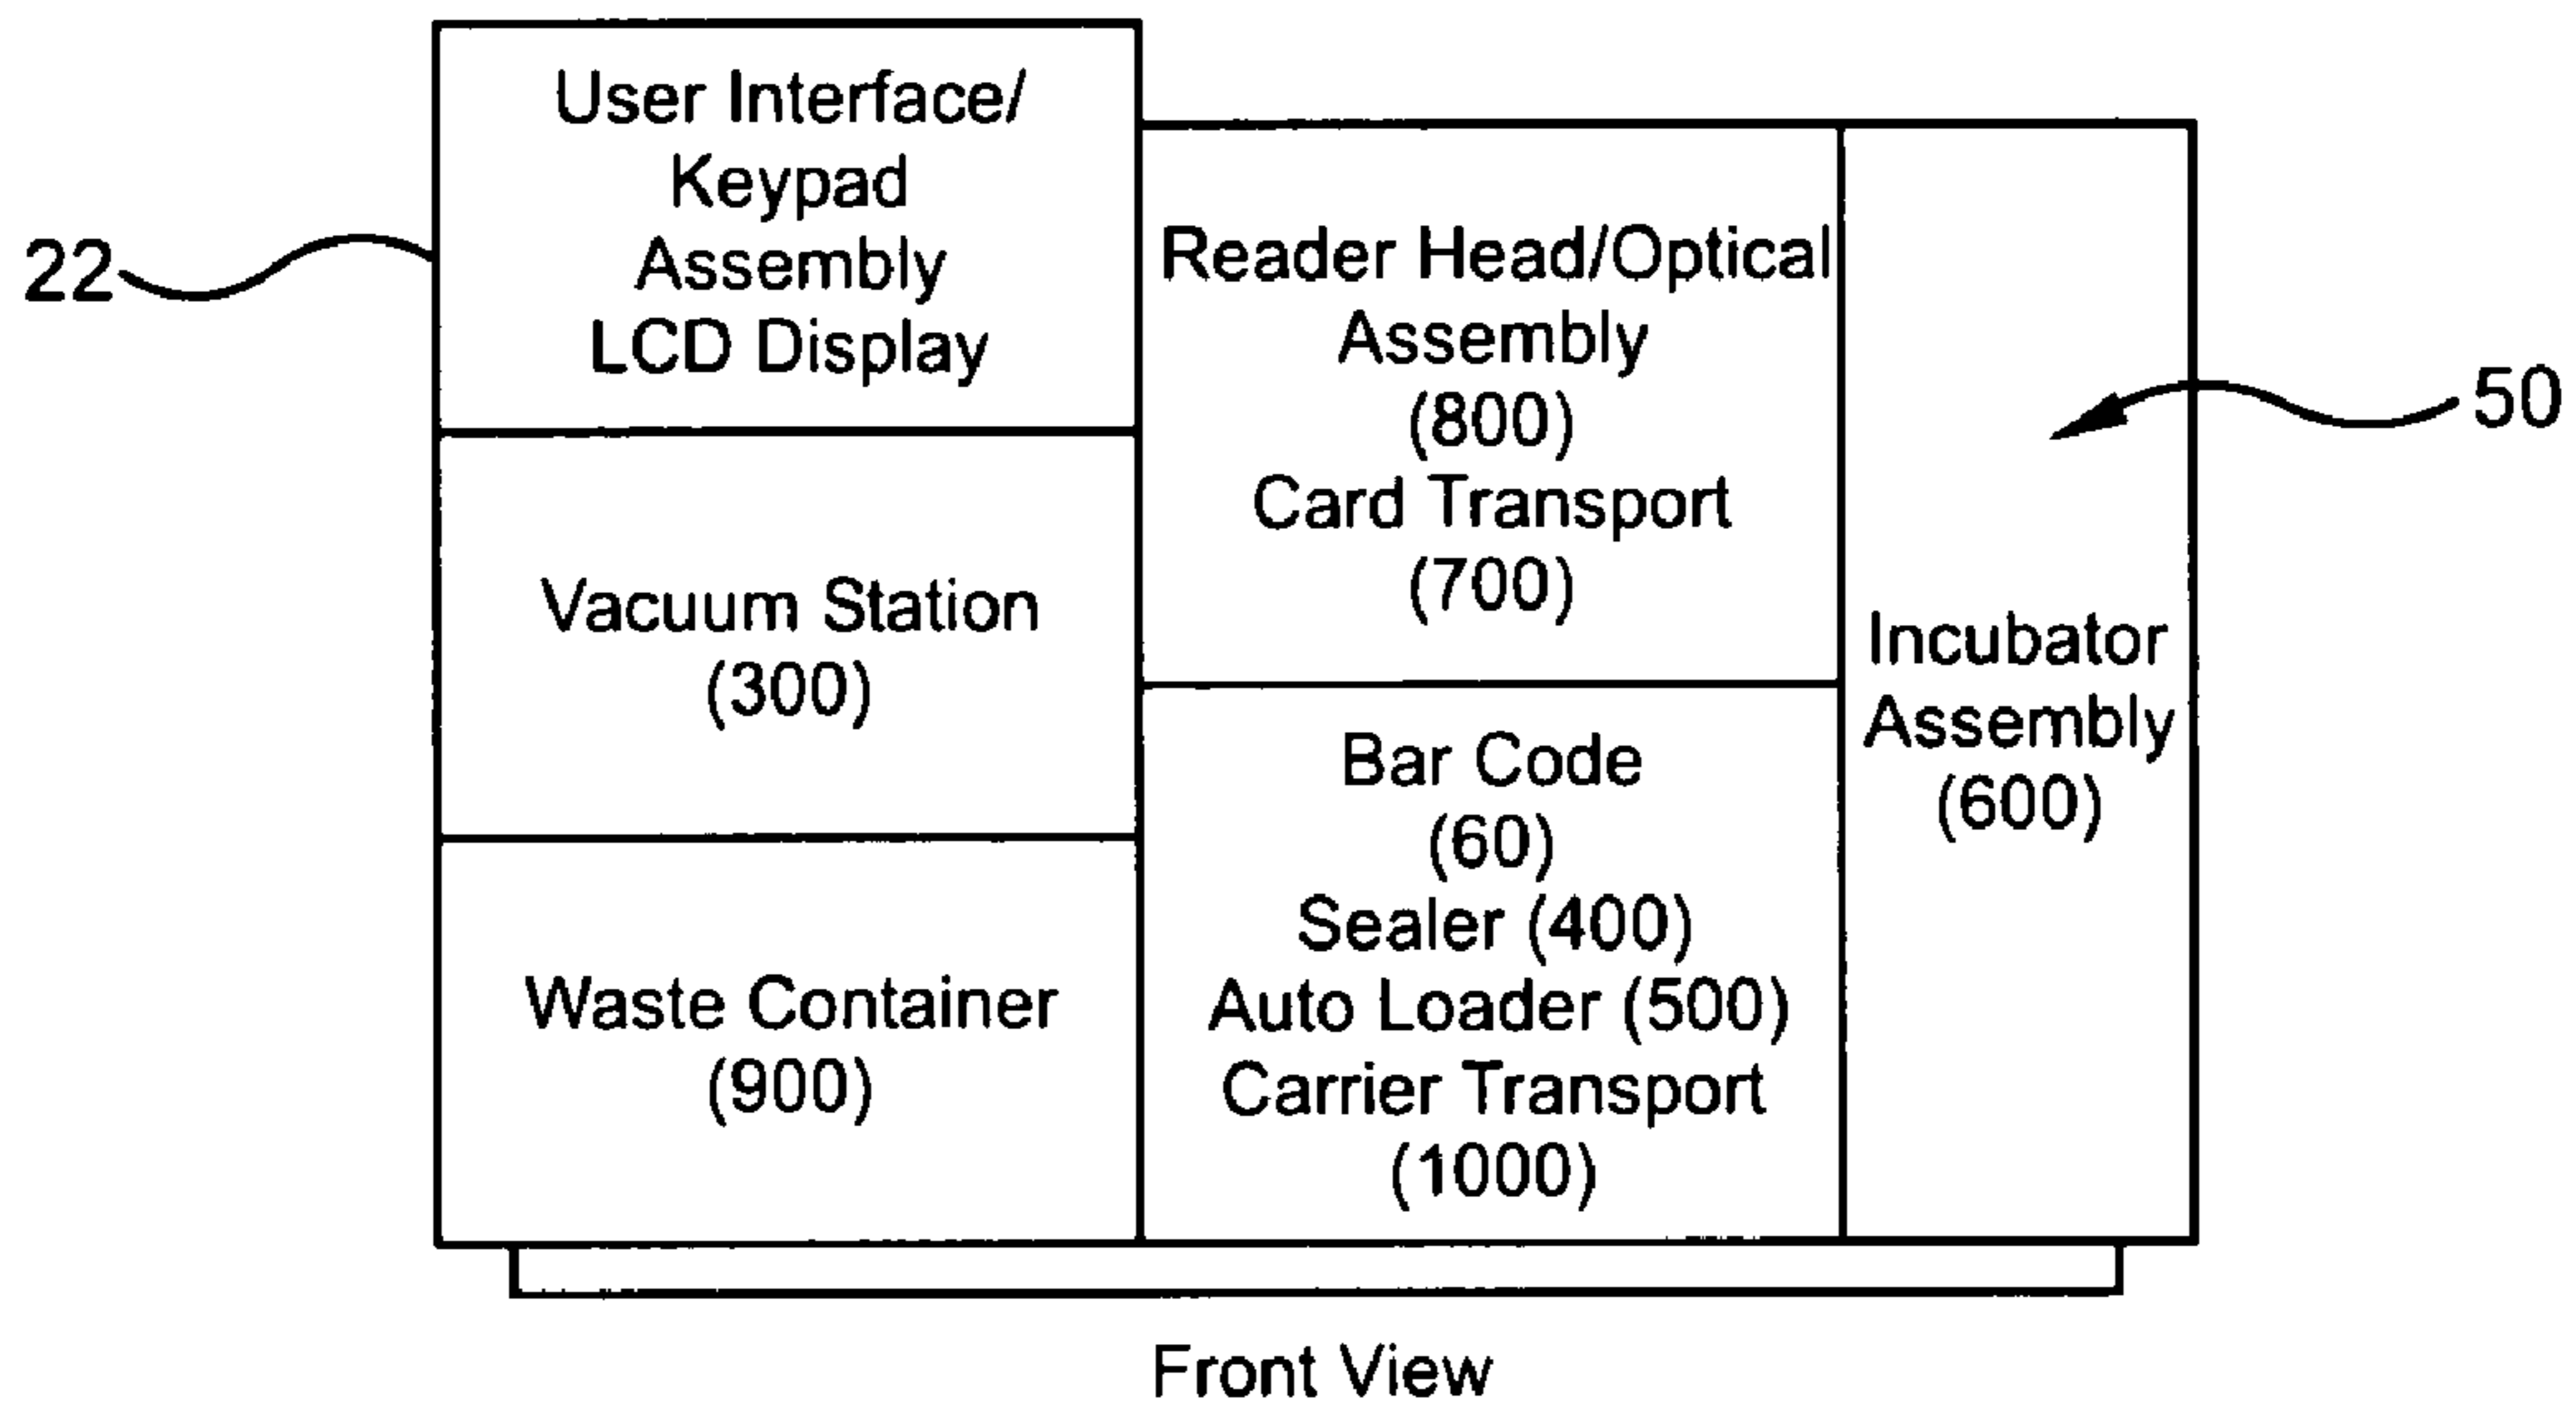 User Interface/
Keypad
Assembly
LCD Display
22
Vacuum Station
(300)
Waste Container
(900)
Reader Head/Optical
Assembly
(800)
Card Transport
(700)
Bar Code
(60)
Sealer (400)
Auto Loader (500)
Carrier Transport
(1000)
Incubator
Assembly
(600)
50
Front View